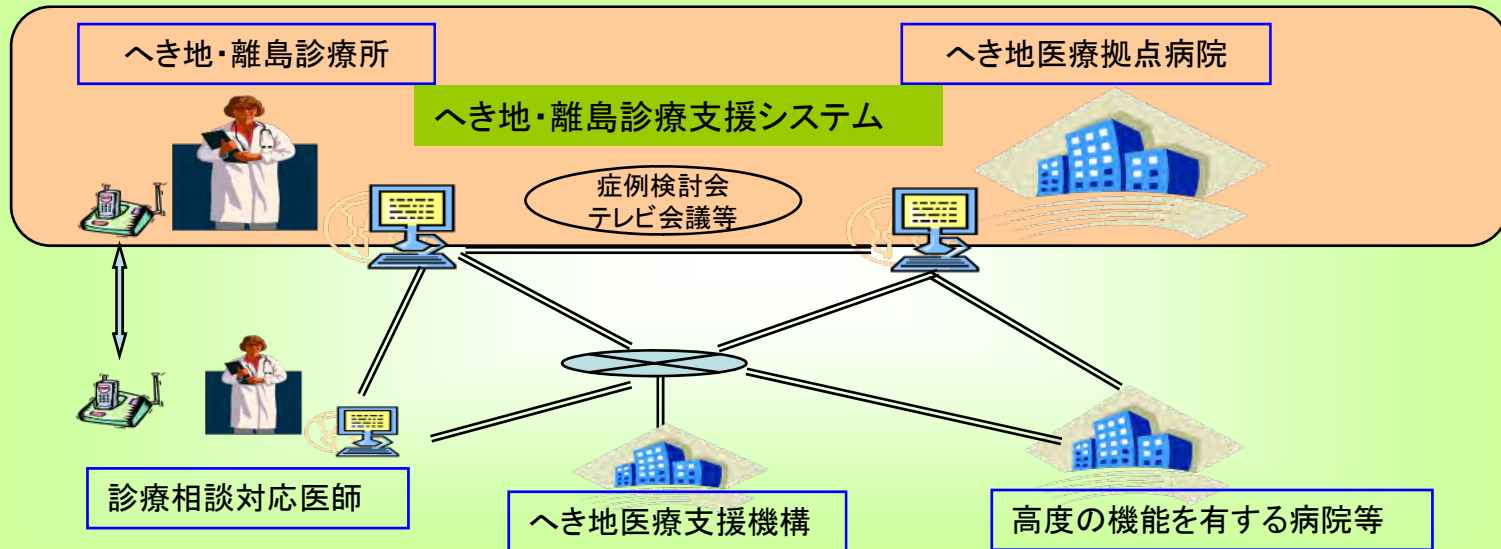 へき地・離島診療所
へき地医療拠点病院
へき地・離島診療支援システム
症例検討会
テレビ会議等
診療相談対応医師
へき地医療支援機構
高度の機能を有する病院等